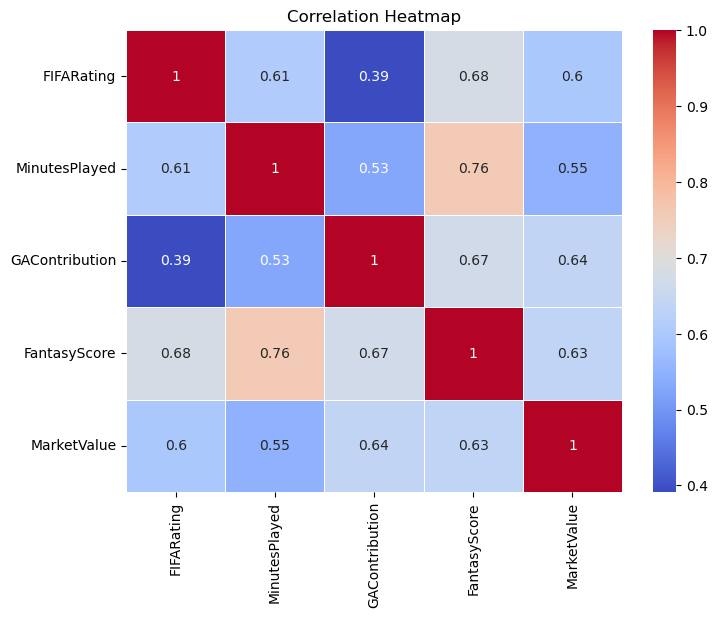 Correlation Heatmap
FIFARating 1 0.61 0.39 0.68 0.6
MinutesPlayed 0.61 1 0.53 0.76 0.55
GAContribution 0.39 0.53 1 0.67 0.64
FantasyScore 0.68 0.76 0.67 1 0.63
MarketValue 0.6 0.55 0.64 0.63 1
FIFARating MinutesPlayed GAContribution FantasyScore MarketValue
1.0
0.9
0.8
0.7
0.6
0.5
0.4